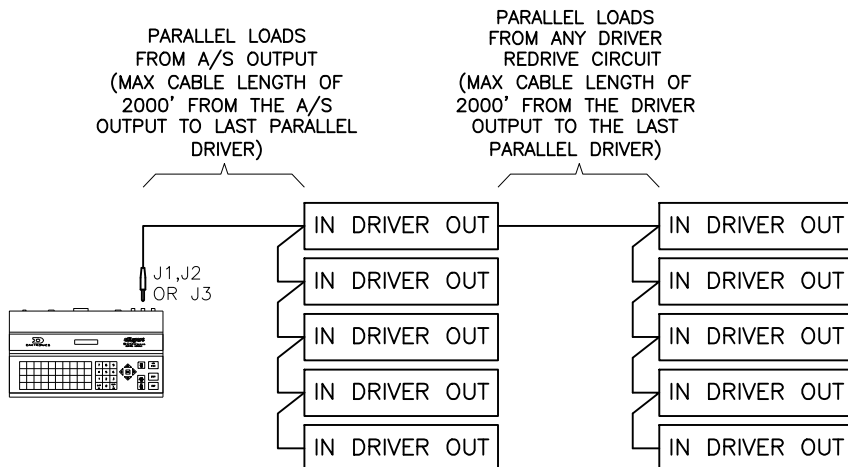 PARALLEL LOADS
FROM A/S OUTPUT
(MAX CABLE LENGTH OF
2000' FROM THE A/S
OUTPUT TO LAST PARALLEL
DRIVER)
PARALLEL LOADS
FROM ANY DRIVER
REDRIVE CIRCUIT
(MAX CABLE LENGTH OF
2000' FROM THE DRIVER
OUTPUT TO THE LAST
PARALLEL DRIVER)
IN DRIVER OUT
IN DRIVER OUT
J1,J2
OR J3
IN DRIVER OUT
IN DRIVER OUT
IN DRIVER OUT
IN DRIVER OUT
DAKTRONICS
IN DRIVER OUT
IN DRIVER OUT
IN DRIVER OUT
IN DRIVER OUT